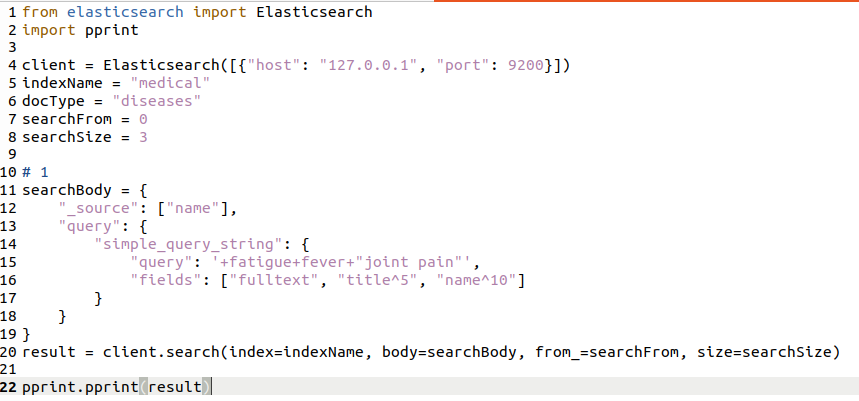 1 from elasticsearch import Elasticsearch
2 import pprint
3
4 client = Elasticsearch([{"host": "127.0.0.1", "port": 9200}])
5 indexName = "medical"
6 docType = "diseases"
7 searchFrom = 0
8 searchSize = 3
9
10 # 1
11 searchBody = {
12     "_source": ["name"],
13     "query": {
14         "simple_query_string": {
15             "query": '+fatigue+fever+"joint pain"',
16             "fields": ["fulltext", "title^5", "name^10"]
17         }
18     }
19 }
20 result = client.search(index=indexName, body=searchBody, from_=searchFrom, size=searchSize)
21
22 pprint.pprint(result)